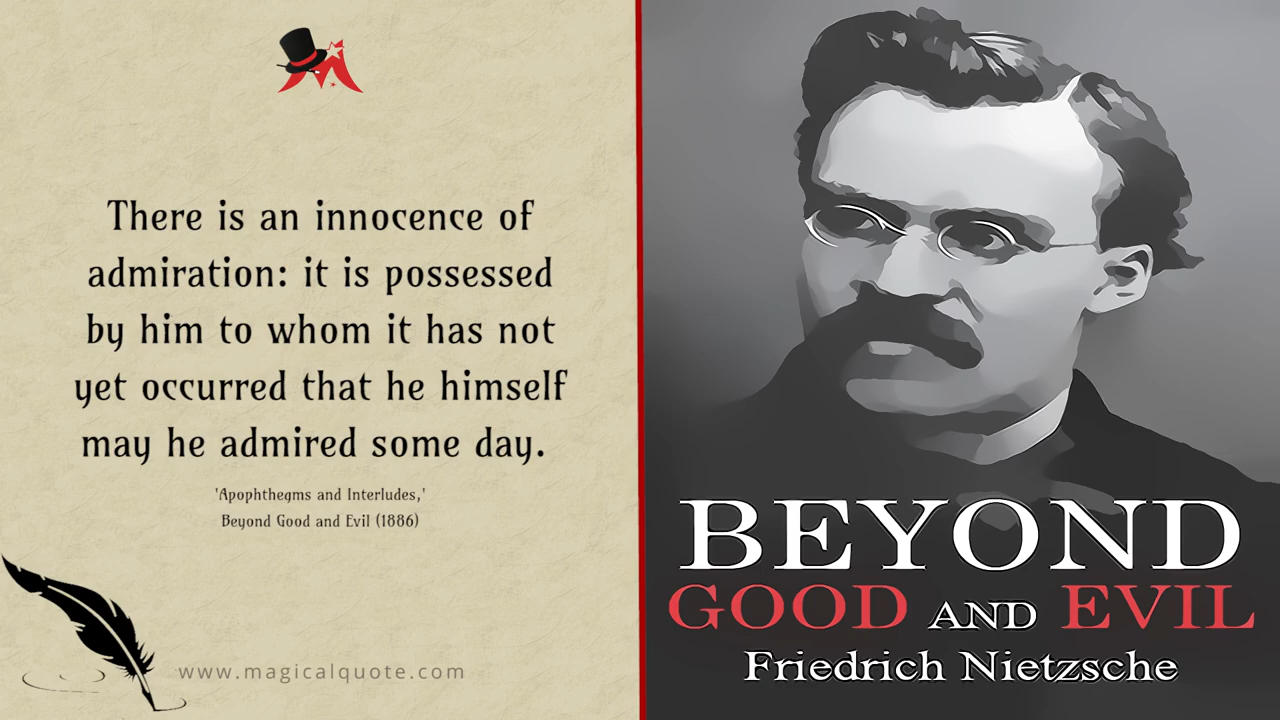 There is an innocence of
admiration: it is possessed
by him to whom it has not
yet occurred that he himself
may he admired some day.
'Apophthegms and Interludes,'
Beyond Good and Evil (1886)
www.magicalquote.com
BEYOND
GOOD AND EVIL
Friedrich Nietzsche